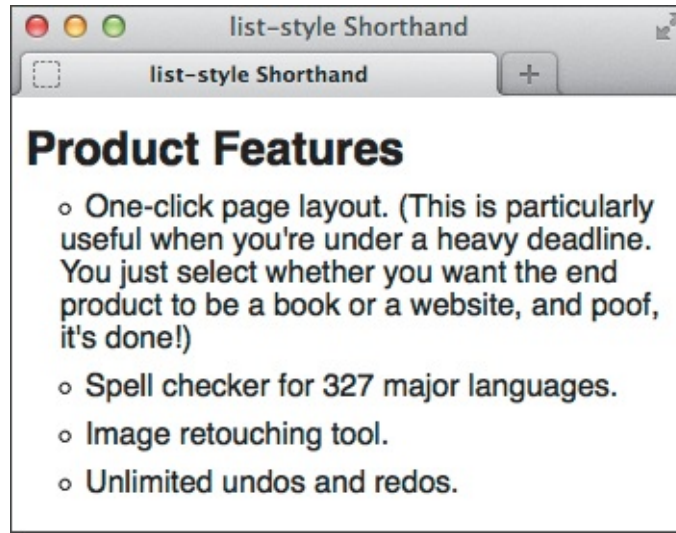 list-style Shorthand
list-style Shorthand
Product Features
One-click page layout. (This is particularly
useful when you're under a heavy deadline.
You just select whether you want the end
product to be a book or a website, and poof,
it's done!)
Spell checker for 327 major languages.
Image retouching tool.
Unlimited undos and redos.